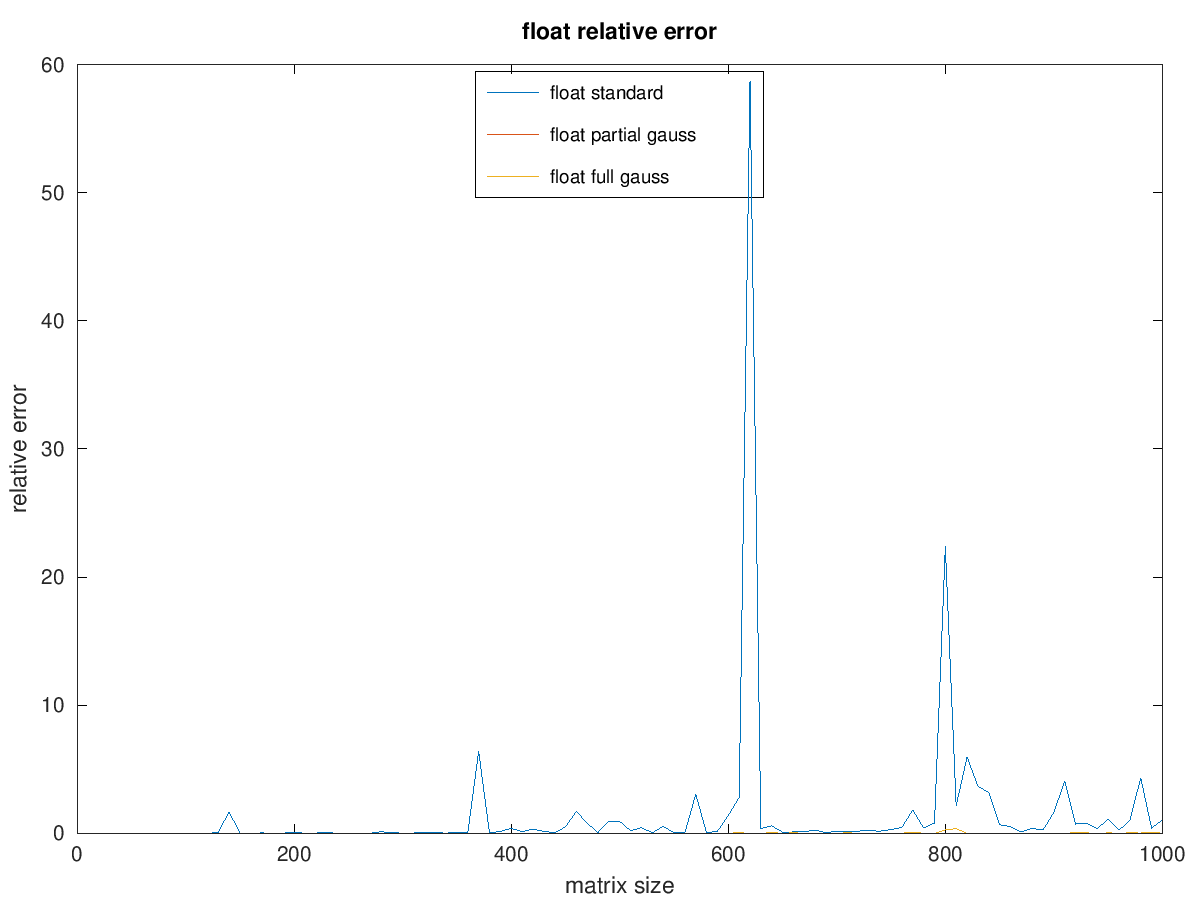 float relative error
60
float standard
float partial gauss
float full gauss
50
40
30
20
10
0
relative error
0 200 400 600 800 1000
matrix size